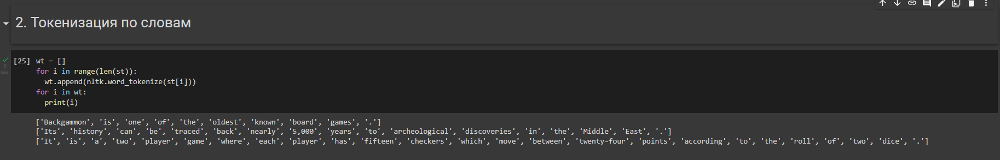 2. Токенизация по словам
[25] wt = []
for i in range(len(st)):
  wt.append(nltk.word_tokenize(st[i]))
for i in wt:
  print(i)
0
сек.
['Backgammon', 'is', 'one', 'of', 'the', 'oldest', 'known', 'board', 'games', '.']
['Its', 'history', 'can', 'be', 'traced', 'back', 'nearly', '5,000', 'years', 'to', 'archeological', 'discoveries', 'in', 'the', 'Middle', 'East', '.']
['It', 'is', 'a', 'two', 'player', 'game', 'where', 'each', 'player', 'has', 'fifteen', 'checkers', 'which', 'move', 'between', 'twenty-four', 'points', 'according', 'to', 'the', 'roll', 'of', 'two', 'dice', '.']